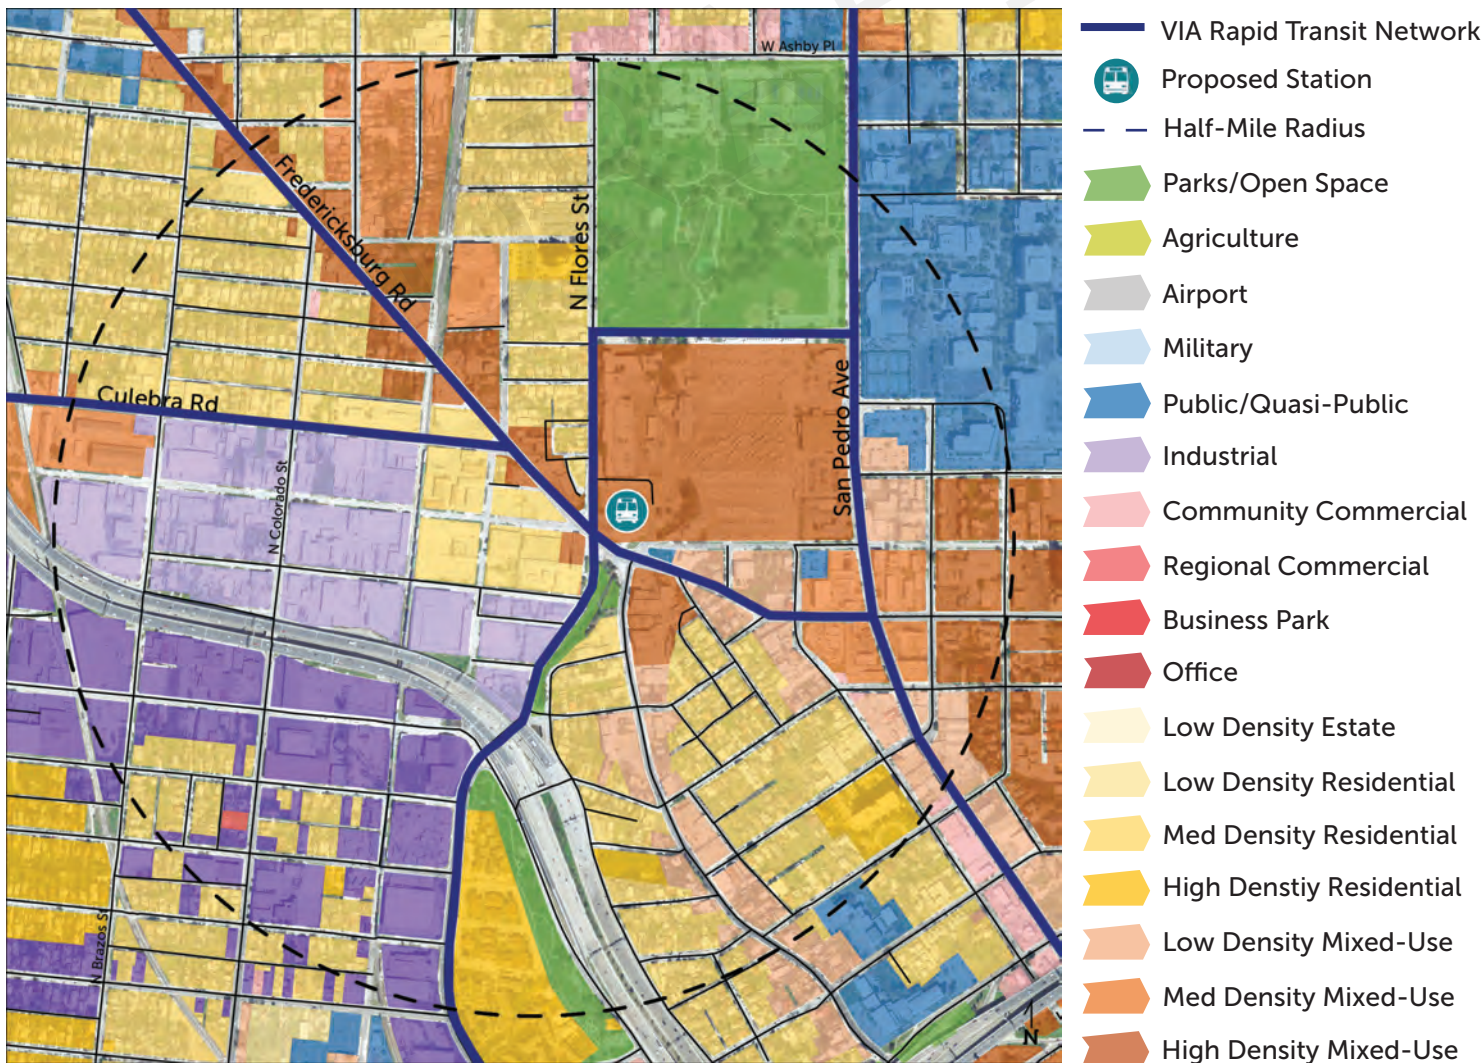 W Ashby Pl
Fredericksburg Rd
N Flores St
San Pedro Ave
Culebra Rd
N Colorado St
N Brazos St
N
VIA Rapid Transit Network
Proposed Station
Half-Mile Radius
Parks/Open Space
Agriculture
Airport
Military
Public/Quasi-Public
Industrial
Community Commercial
Regional Commercial
Business Park
Office
Low Density Estate
Low Density Residential
Med Density Residential
High Denstiy Residential
Low Density Mixed-Use
Med Density Mixed-Use
High Density Mixed-Use